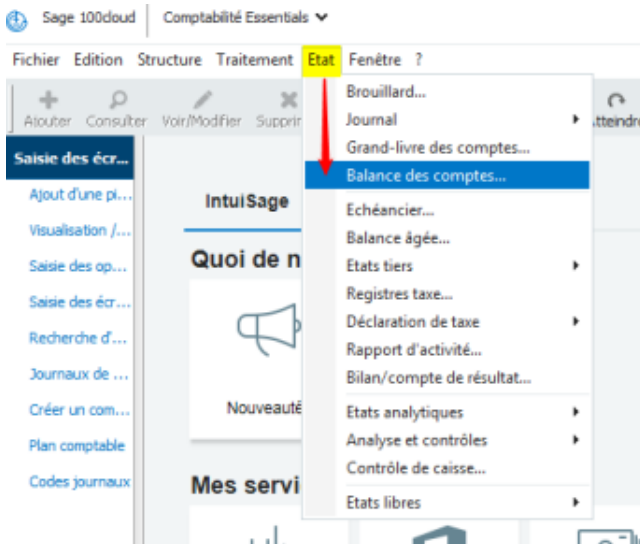 Sage 100cloud Comptabilité Essentials
Fichier Edition Structure Traitement Etat Fenêtre ?
Ajouter Consulter Voir/Modifier
Saisie des écr...
Ajout d'une pi...
Visualisation /...
Saisie des op...
Saisie des écr...
Recherche d'...
Journaux de ...
Créer un com...
Plan comptable
Codes journaux
Brouillard...
Journal
Grand-livre des comptes...
Balance des comptes...
Echéancier...
Balance âgée...
Etats tiers
Registres taxe...
Déclaration de taxe
Rapport d'activité...
Bilan/compte de résultat...
Etats analytiques
Analyse et contrôles
Contrôle de caisse...
Etats libres
IntuiSage
Quoi de n
Nouveauté
Mes servi